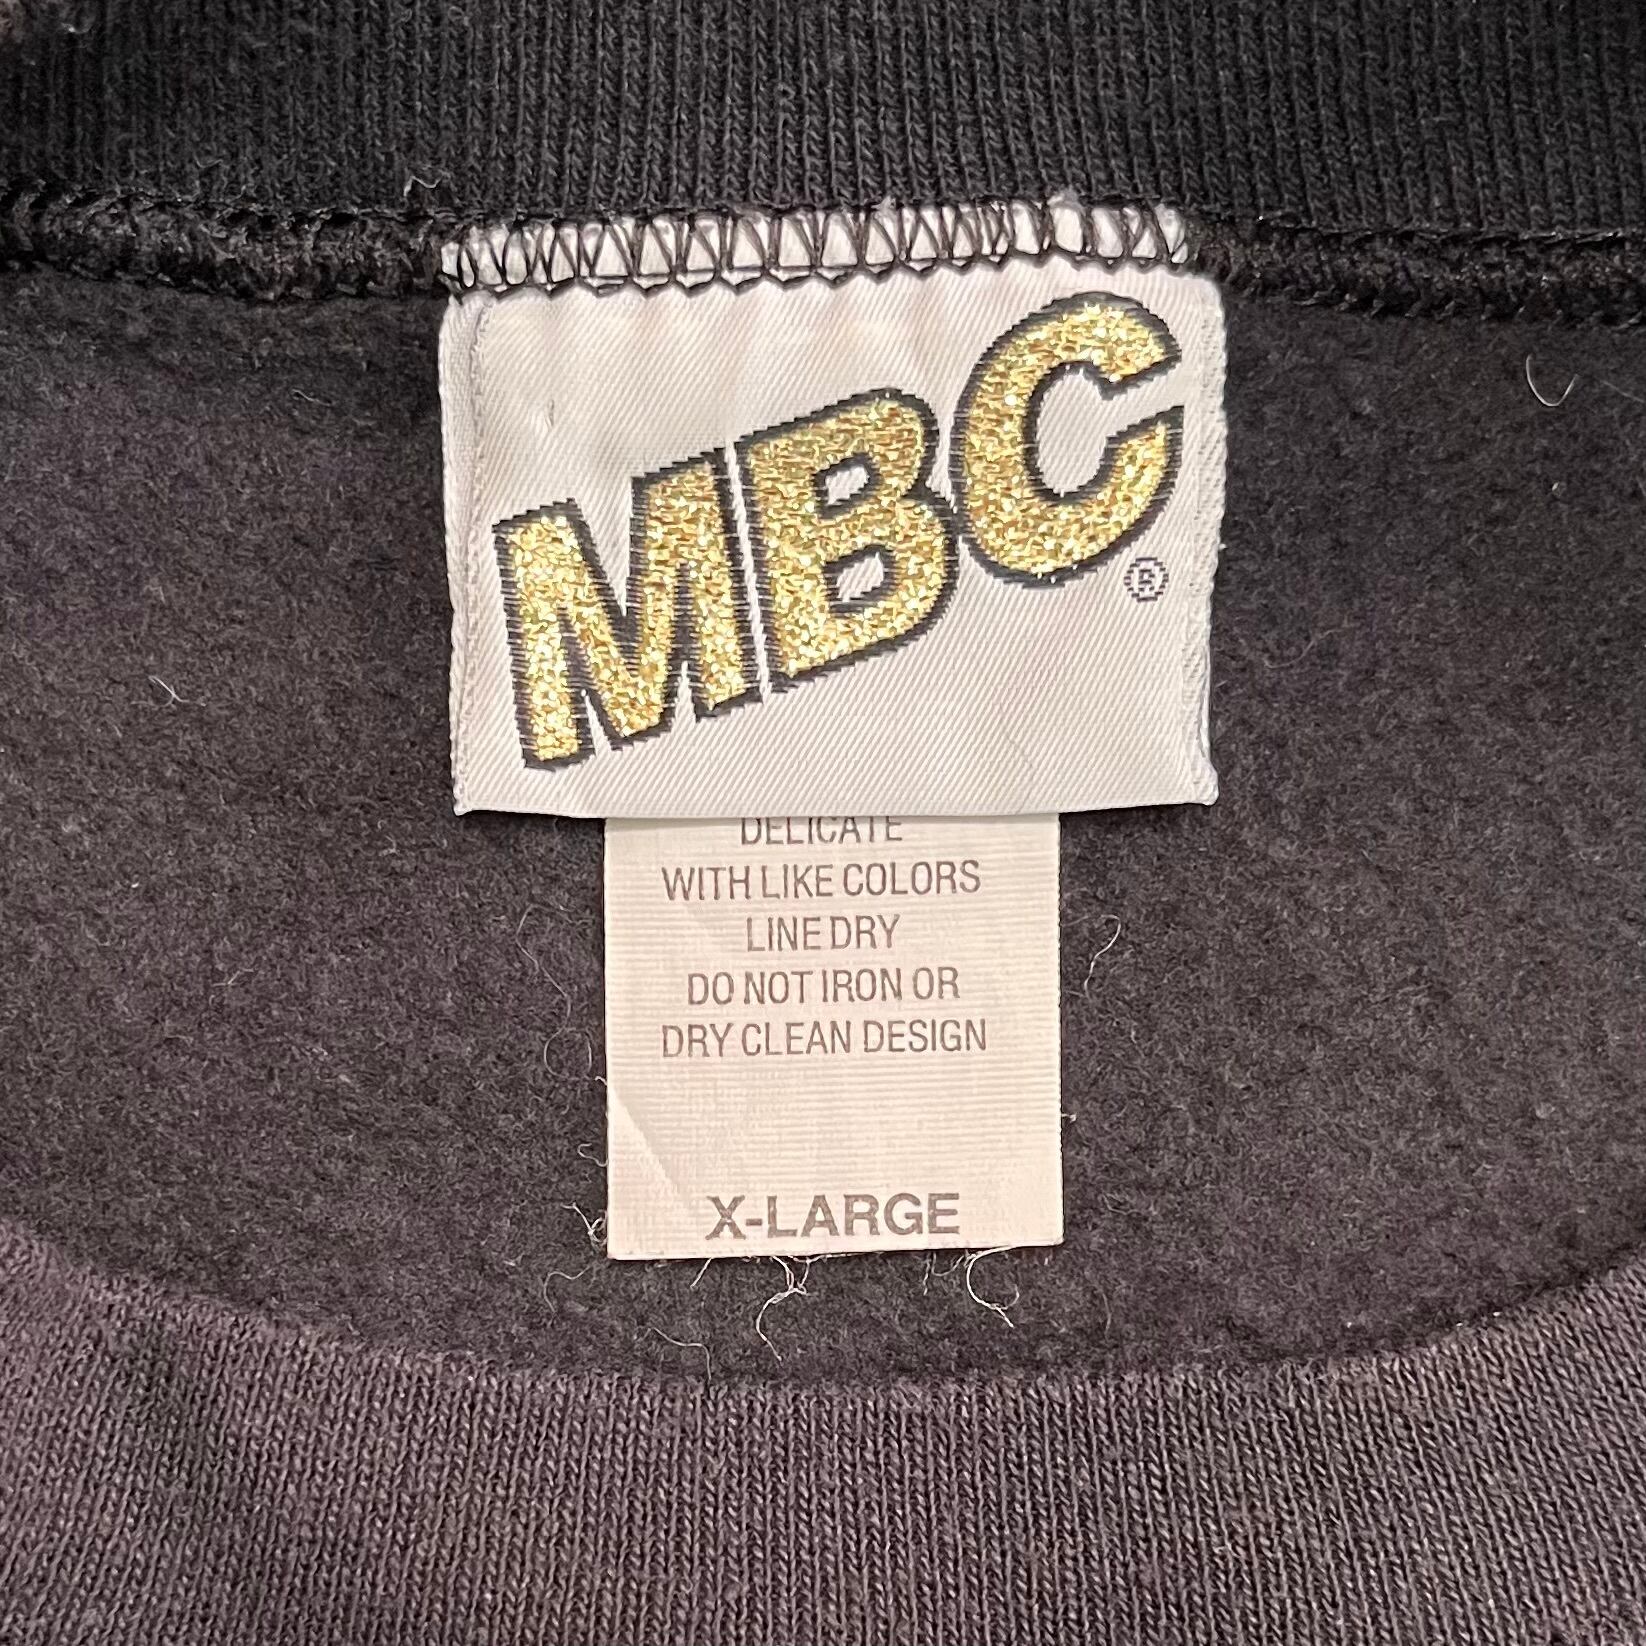 MBC
®
DELICATE
WITH LIKE COLORS
LINE DRY
DO NOT IRON OR
DRY CLEAN DESIGN
X-LARGE